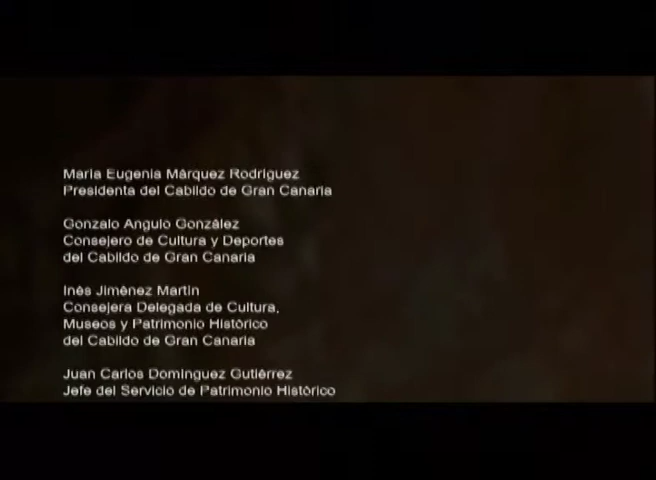 María Eugenia Márquez Rodríguez
Presidenta del Cabildo de Gran Canaria
Gonzalo Angulo González
Consejero de Cultura y Deportes
del Cabildo de Gran Canaria
Inés Jiménez Martín
Consejera Delegada de Cultura,
Museos y Patrimonio Histórico
del Cabildo de Gran Canaria
Juan Carlos Domínguez Gutiérrez
Jefe del Servicio de Patrimonio Histórico